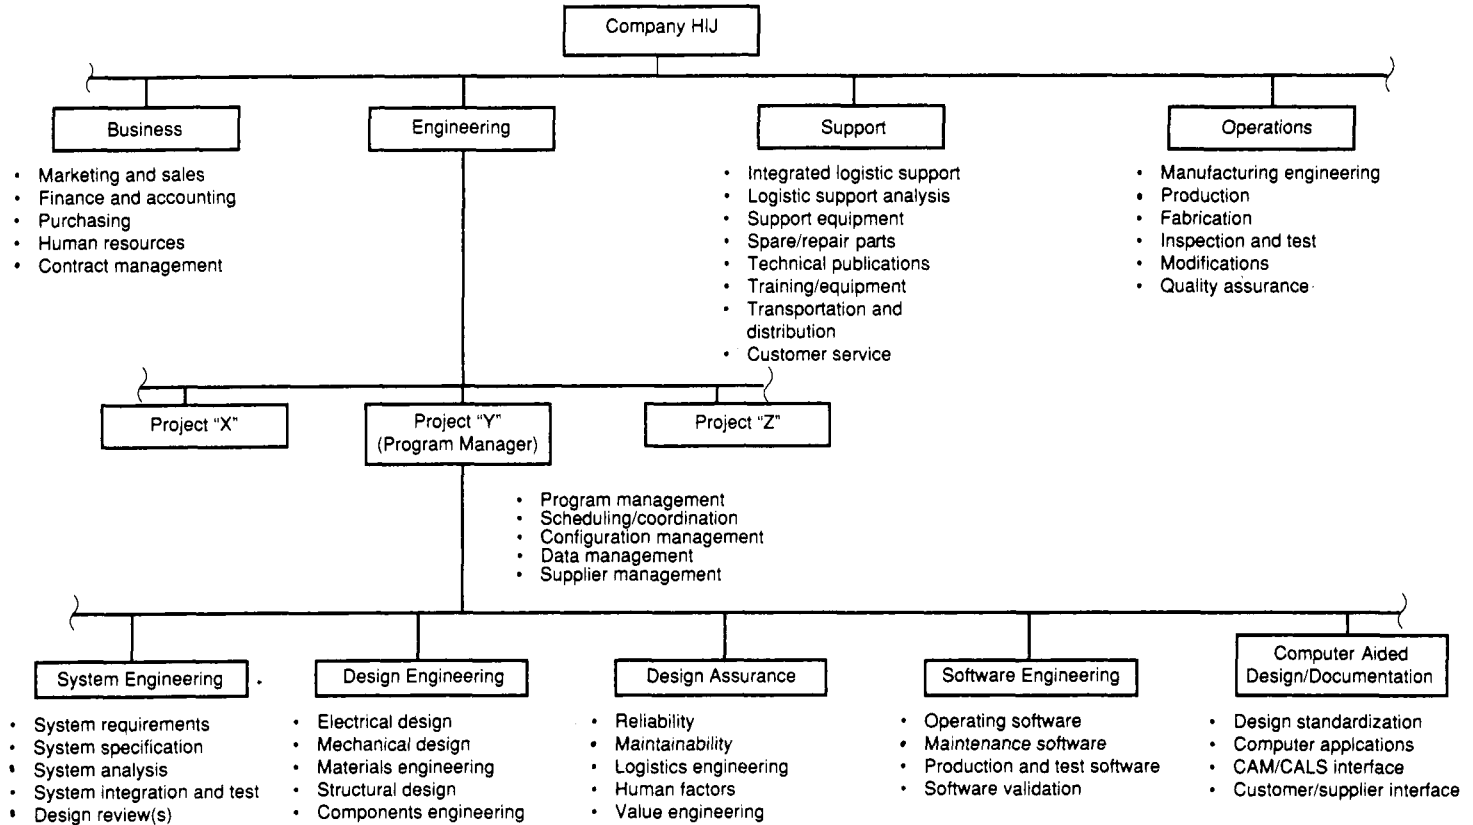 Company HIJ
Business
Engineering
Support
Operations
• Marketing and sales
• Finance and accounting
• Purchasing
• Human resources
• Contract management
• Integrated logistic support
• Logistic support analysis
• Support equipment
• Spare/repair parts
• Technical publications
• Training/equipment
• Transportation and
distribution
• Customer service
• Manufacturing engineering
• Production
• Fabrication
• Inspection and test
• Modifications
• Quality assurance
Project "X"
Project "Y"
(Program Manager)
Project "Z"
• Program management
• Scheduling/coordination
• Configuration management
• Data management
• Supplier management
System Engineering
Design Engineering
Design Assurance
Software Engineering
Computer Aided
Design/Documentation
• System requirements
• System specification
• System analysis
• System integration and test
• Design review(s)
• Electrical design
• Mechanical design
• Materials engineering
• Structural design
• Components engineering
• Reliability
• Maintainability
• Logistics engineering
• Human factors
• Value engineering
• Operating software
• Maintenance software
• Production and test software
• Software validation
• Design standardization
• Computer applcations
• CAM/CALS interface
• Customer/supplier interface